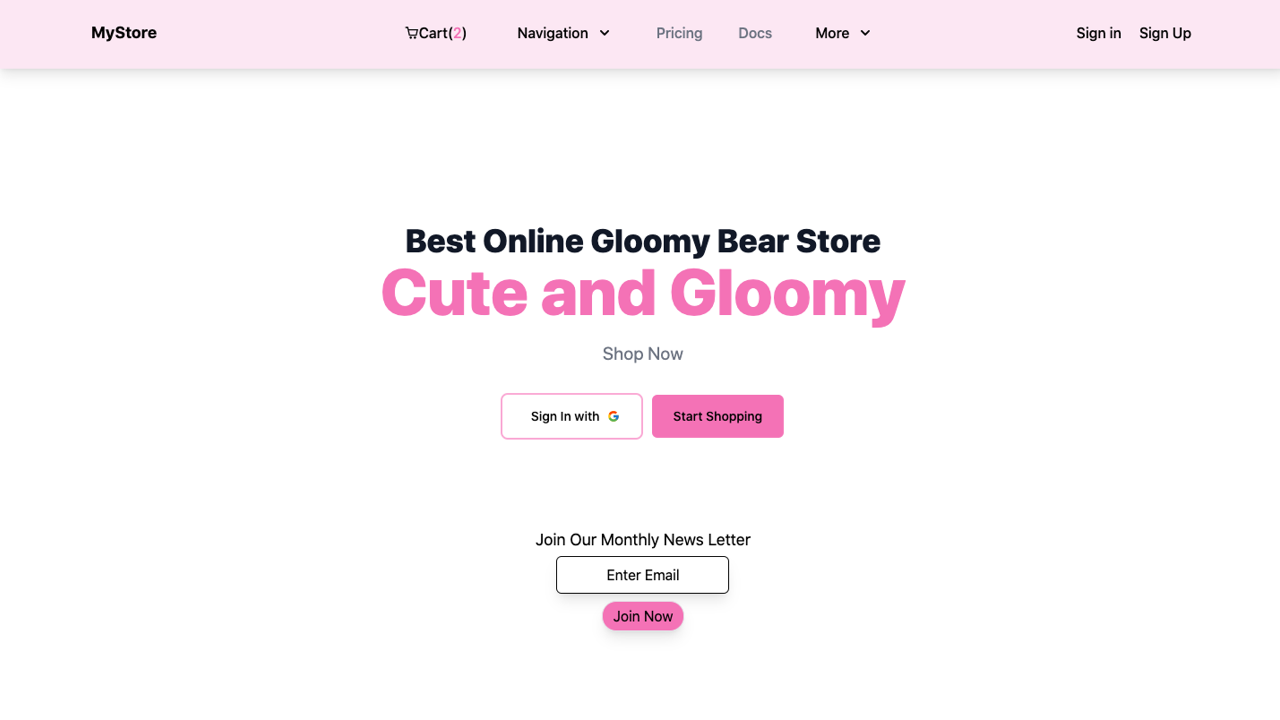 MyStore Cart(2) Navigation Pricing Docs More Sign in Sign Up
Best Online Gloomy Bear Store
Cute and Gloomy
Shop Now
Sign In with Start Shopping
Join Our Monthly News Letter
Enter Email
Join Now